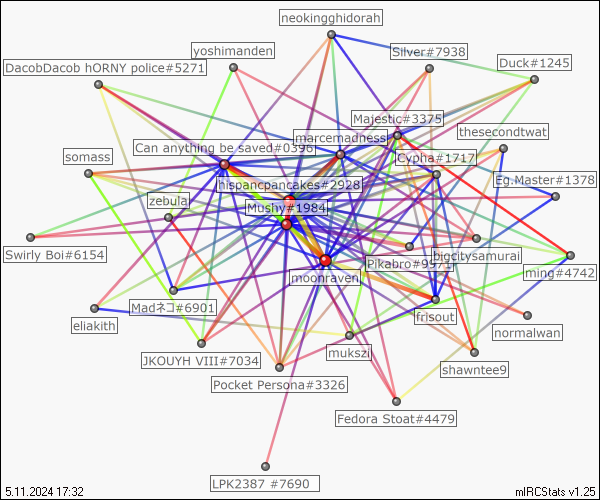 neokingghidorah
yoshimanden
Silver#7938
DacobDacob hORNY police#5271
Duck#1245
Majestic#3375
thesecondtwat
marcemadness
Can anything be saved#0396
somass
Cypha#1717
hispancpancakes#2928
Eg.Master#1378
zebula
Mushy#1984
Swirly Boi#6154
bigcitysamurai
Pikabro#9971
ming#4742
moonraven
Madネコ#6901
frisout
eliakith
normalwan
mukszi
JKOUYH VIII#7034
shawntee9
Pocket Persona#3326
Fedora Stoat#4479
LPK2387 #7690
5.11.2024 17:32
mIRCStats v1.25